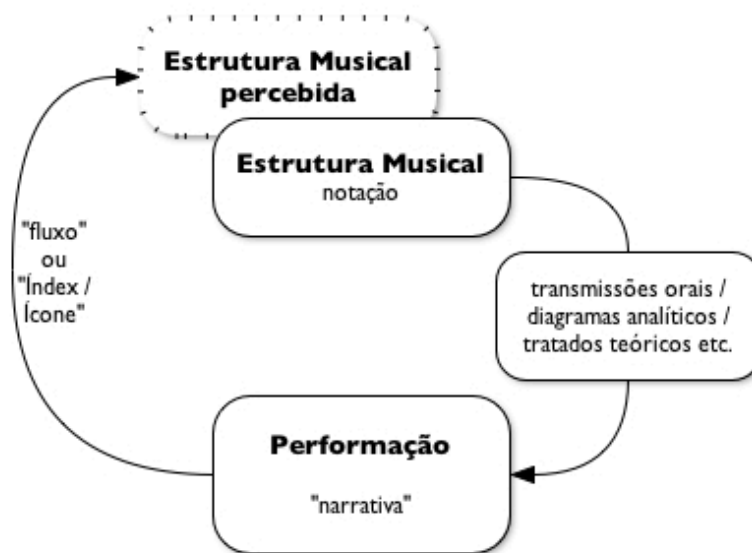 Estrutura Musical
percebida
Estrutura Musical
notação
"fluxo"
ou
"Índex /
Ícone"
transmissões orais /
diagramas analíticos /
tratados teóricos etc.
Performação
"narrativa"